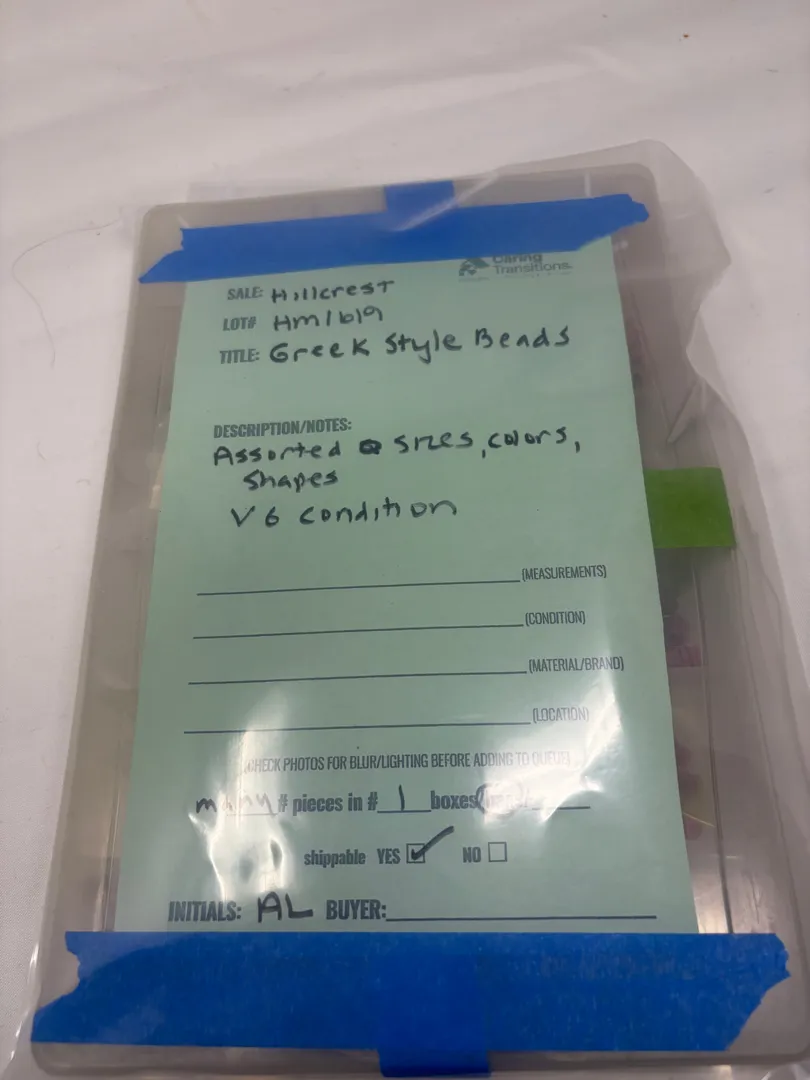 Caring
Transitions.
SALE: Hillcrest
LOT# HM1619
TITLE: Greek Style Beads
DESCRIPTION/NOTES:
Assorted sizes, colors,
shapes
VG condition
(MEASUREMENTS)
(CONDITION)
(MATERIAL/BRAND)
(LOCATION)
(CHECK PHOTOS FOR BLUR/LIGHTING BEFORE ADDING TO QUEUE)
many # pieces in # 1 boxes
shippable YES NO
INITIALS: AL BUYER: